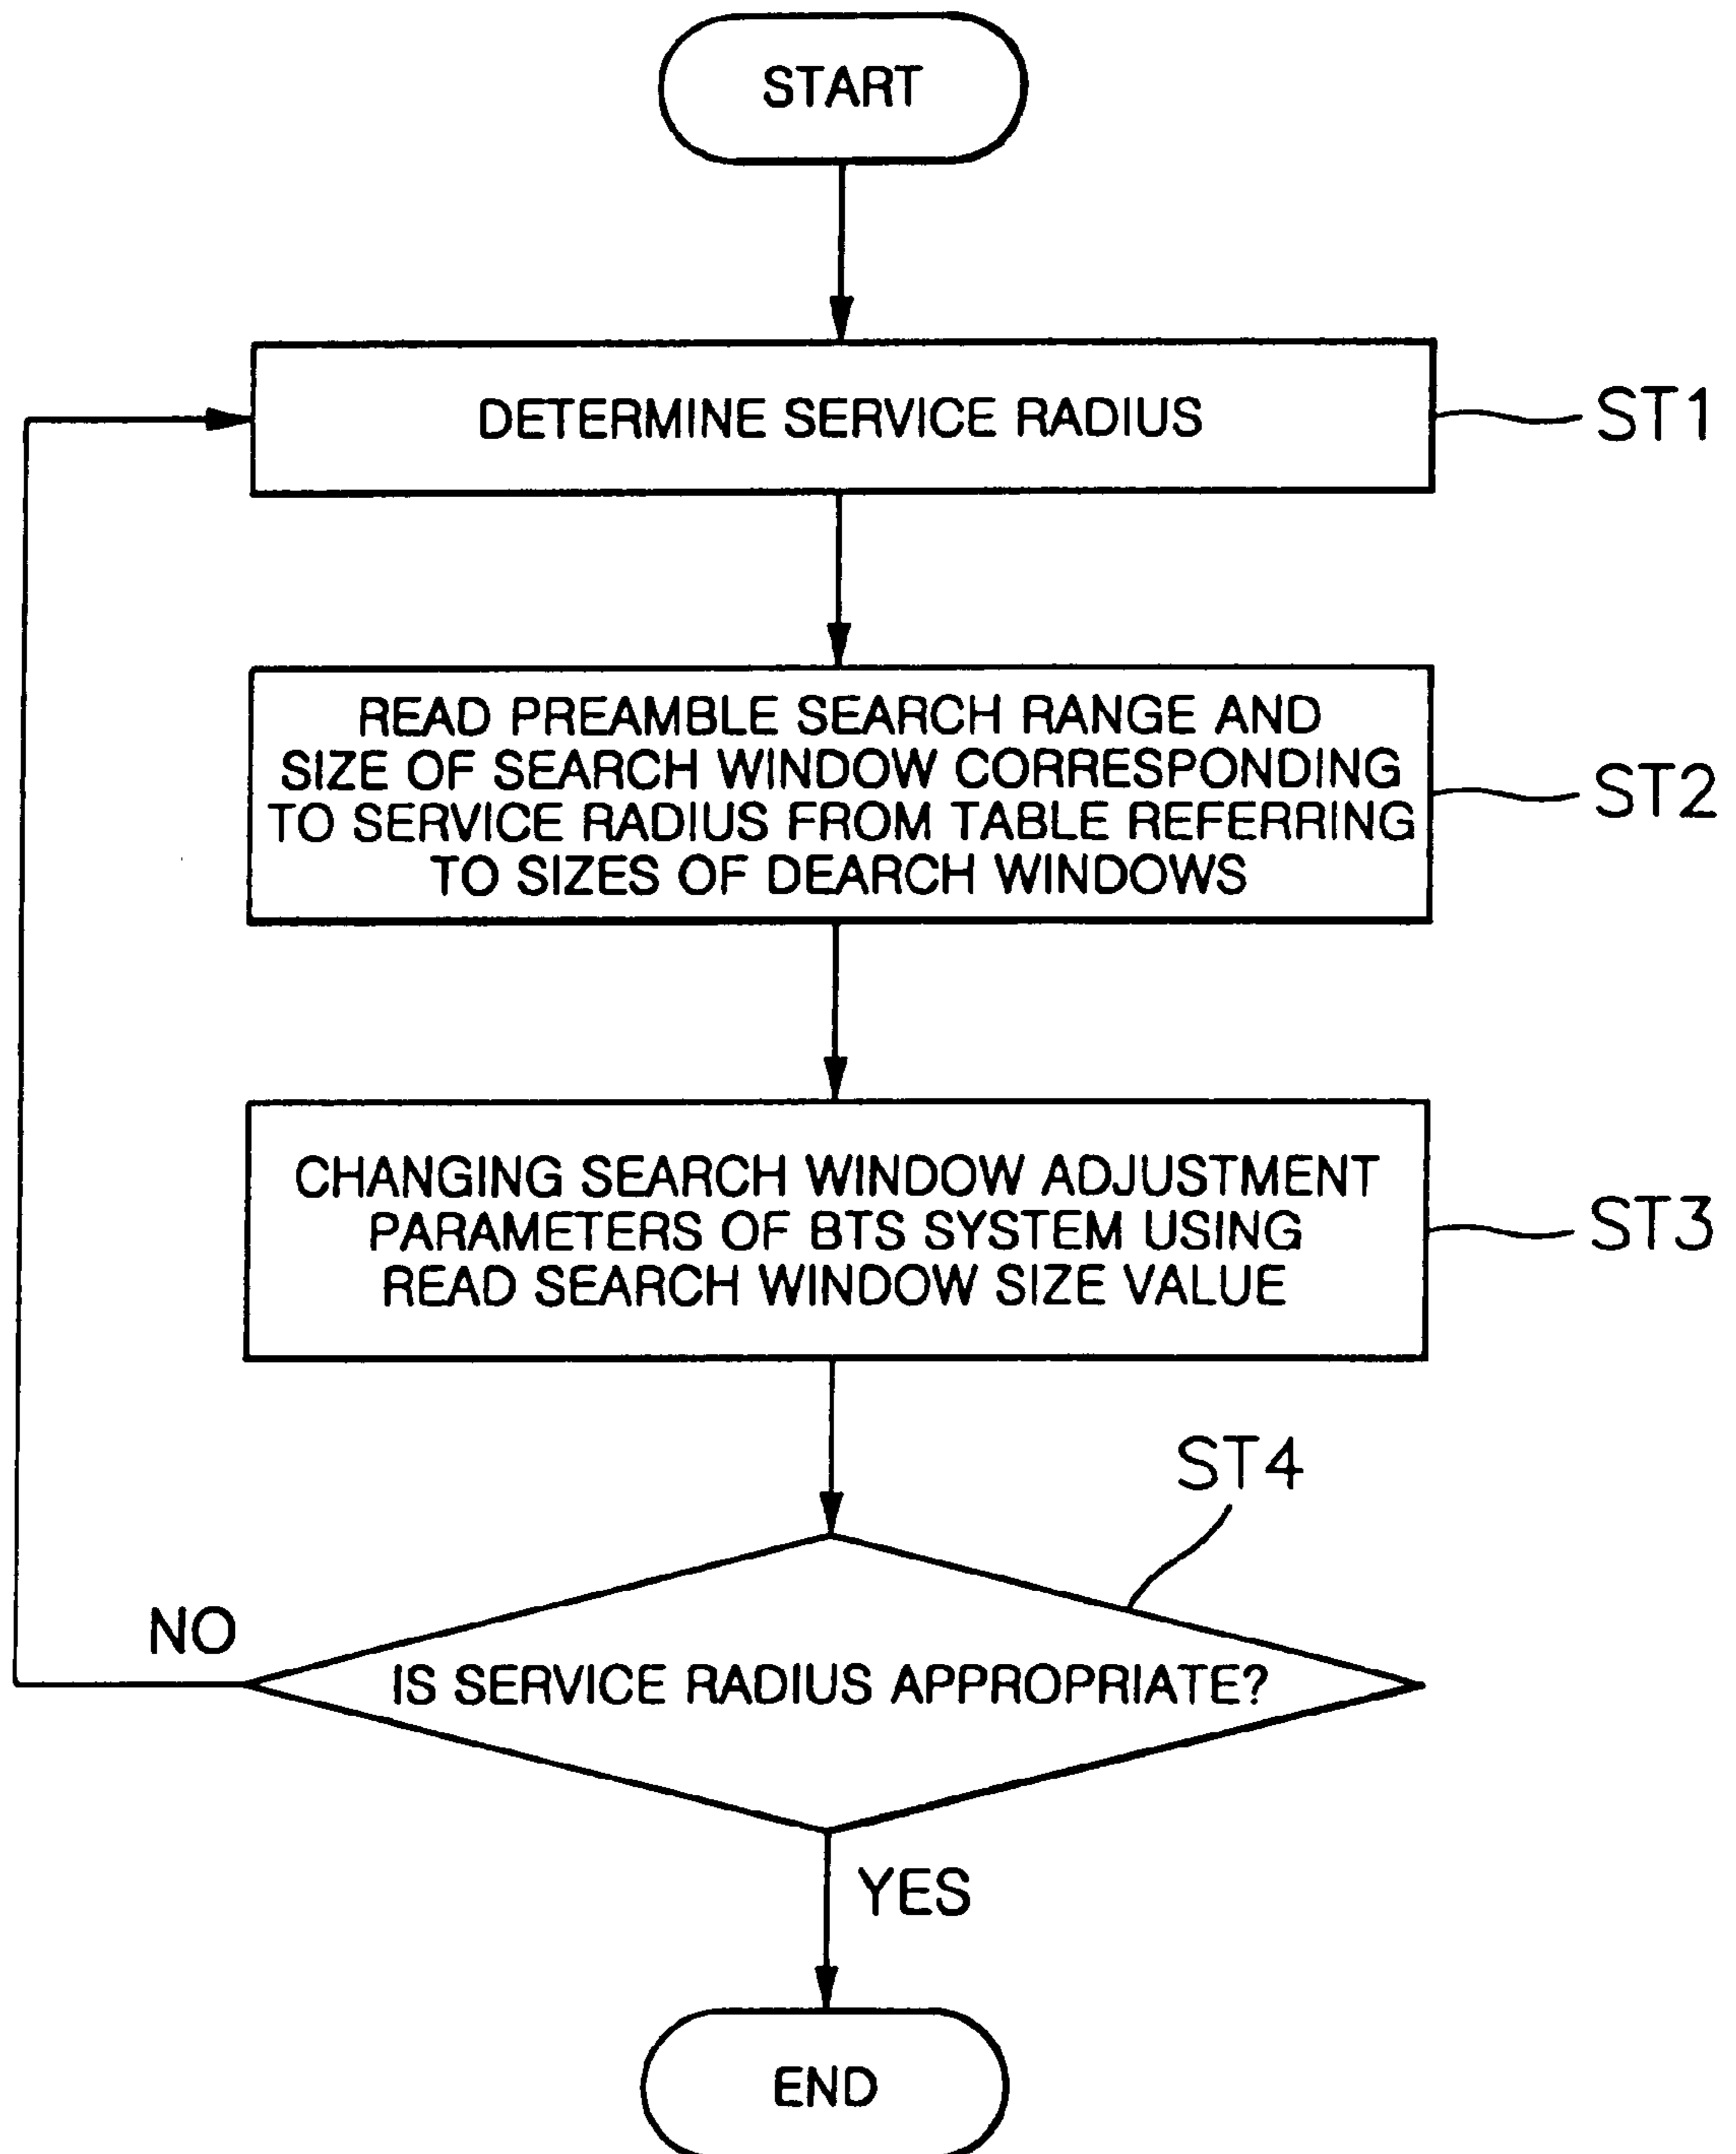 START
DETERMINE SERVICE RADIUS
ST1
READ PREAMBLE SEARCH RANGE AND
SIZE OF SEARCH WINDOW CORRESPONDING
TO SERVICE RADIUS FROM TABLE REFERRING
TO SIZES OF DEARCH WINDOWS
ST2
CHANGING SEARCH WINDOW ADJUSTMENT
PARAMETERS OF BTS SYSTEM USING
READ SEARCH WINDOW SIZE VALUE
ST3
ST4
NO
IS SERVICE RADIUS APPROPRIATE?
YES
END